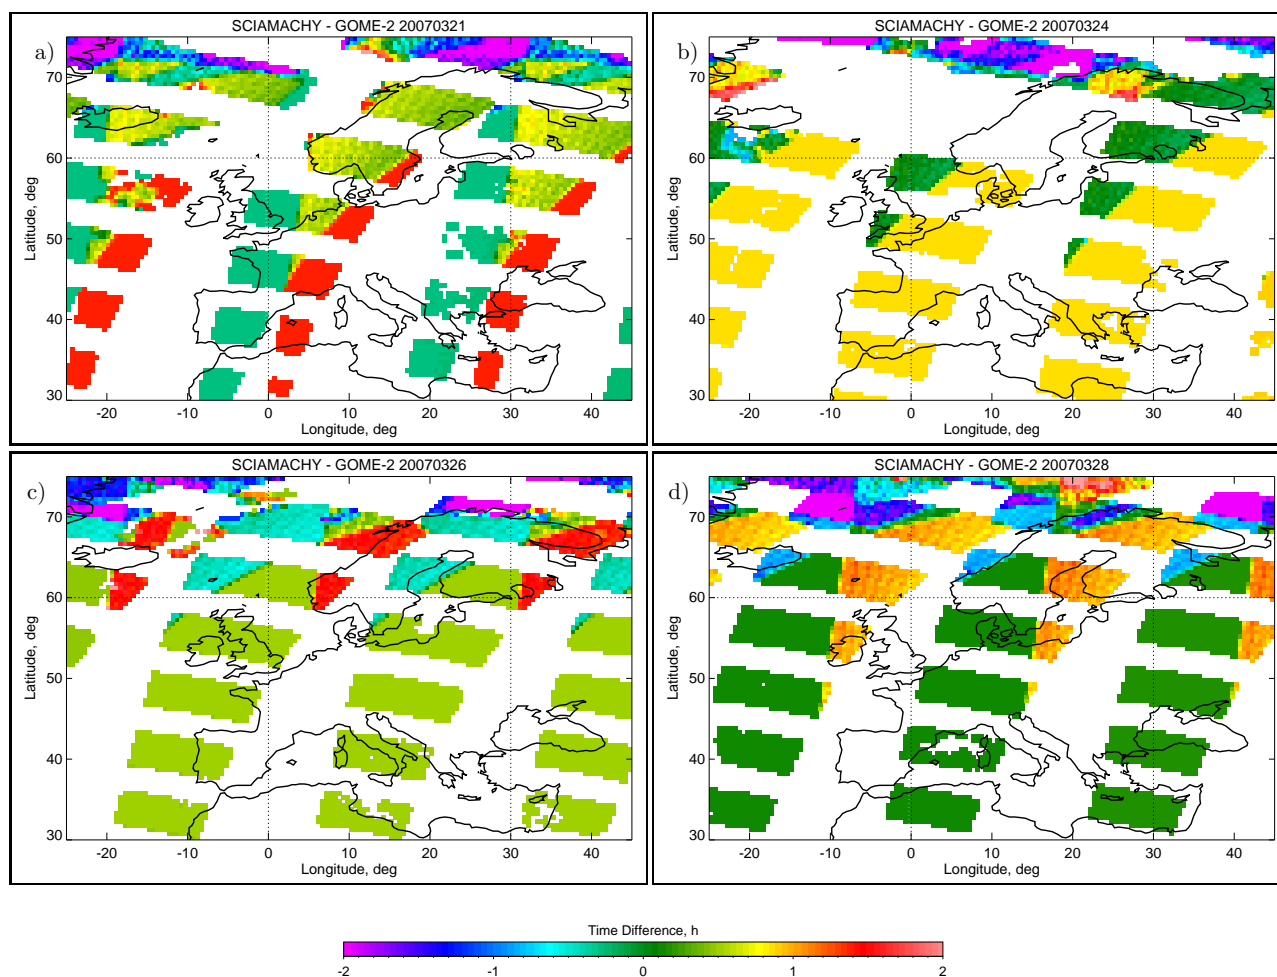 SCIAMACHY - GOME-2 20070321
a)
70
60
50
40
30
Latitude, deg
-20 -10 0 10 20 30 40
Longitude, deg
SCIAMACHY - GOME-2 20070324
b)
70
60
50
40
30
Latitude, deg
-20 -10 0 10 20 30 40
Longitude, deg
SCIAMACHY - GOME-2 20070326
c)
70
60
50
40
30
Latitude, deg
-20 -10 0 10 20 30 40
Longitude, deg
SCIAMACHY - GOME-2 20070328
d)
70
60
50
40
30
Latitude, deg
-20 -10 0 10 20 30 40
Longitude, deg
Time Difference, h
-2 -1 0 1 2